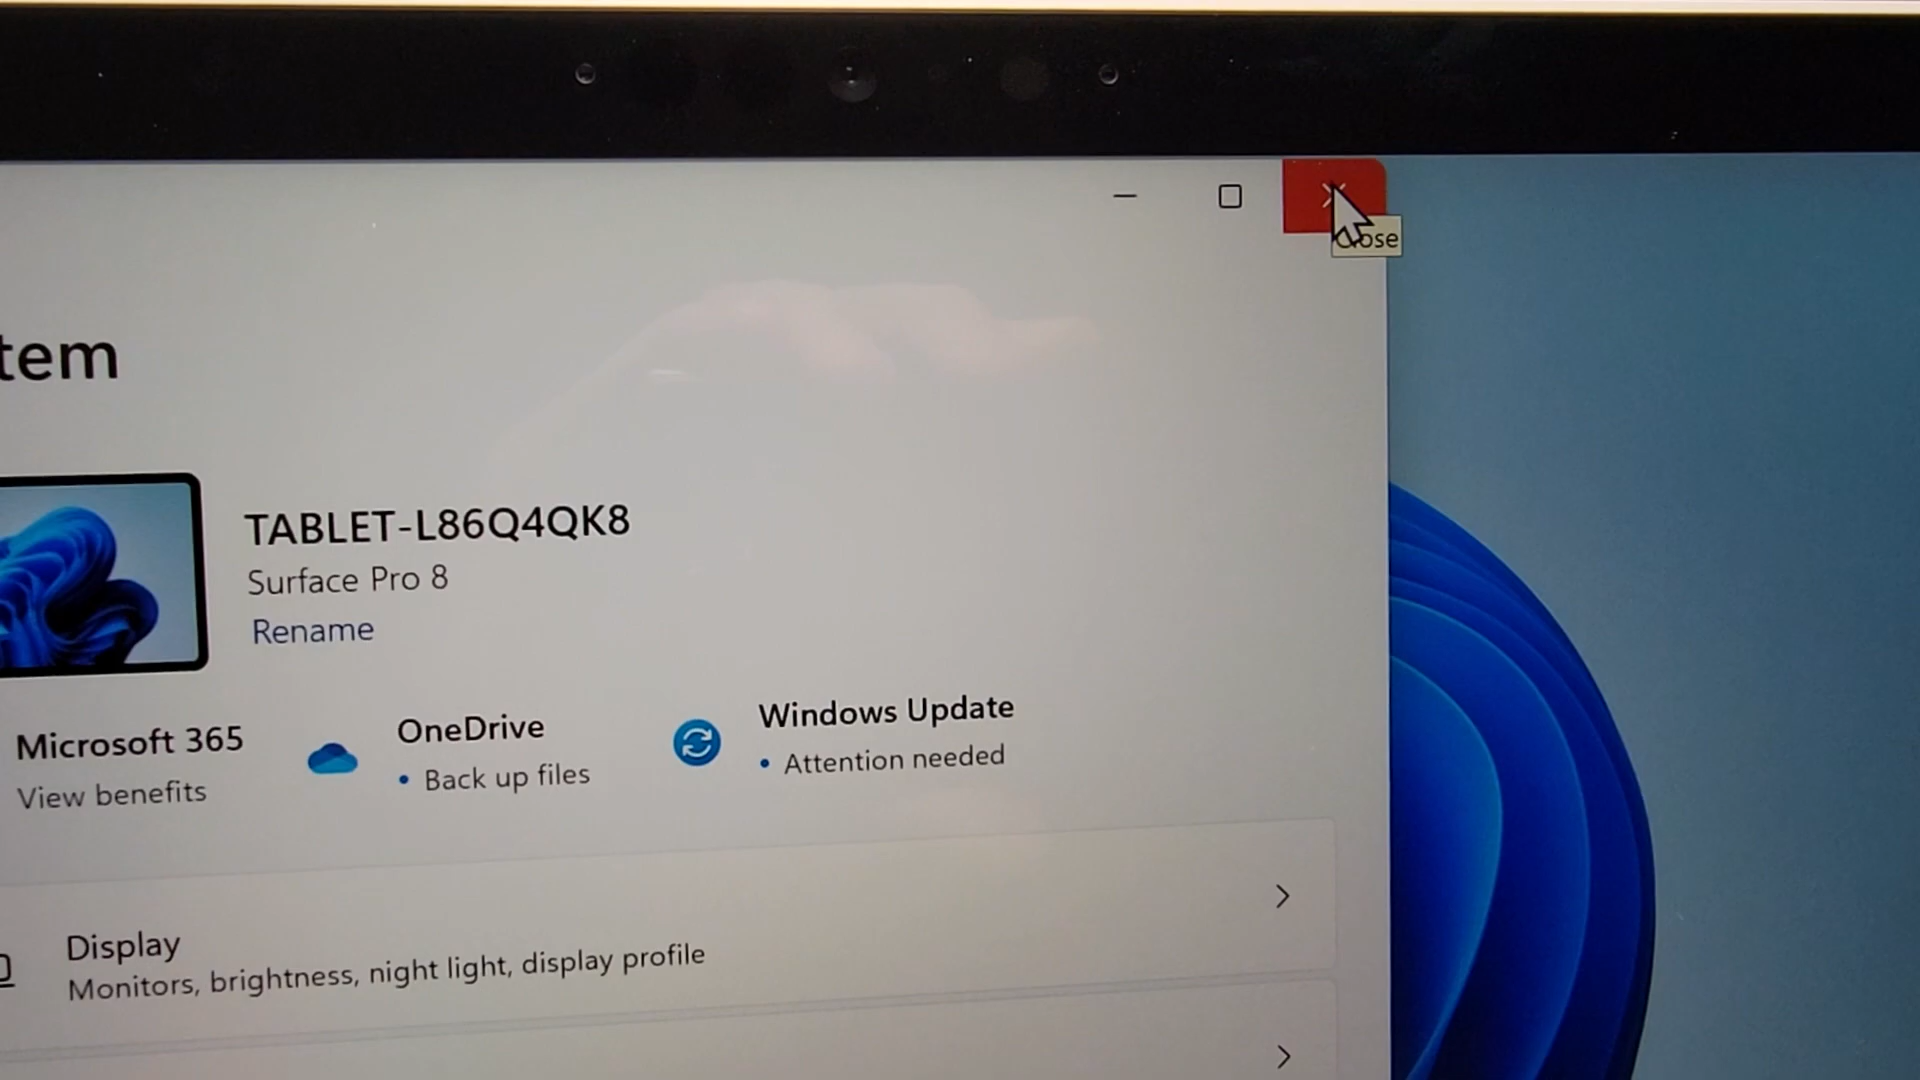 tem
TABLET-L86Q4QK8
Surface Pro 8
Rename
Microsoft 365
View benefits
OneDrive
• Back up files
Windows Update
• Attention needed
Display
Monitors, brightness, night light, display profile
Close